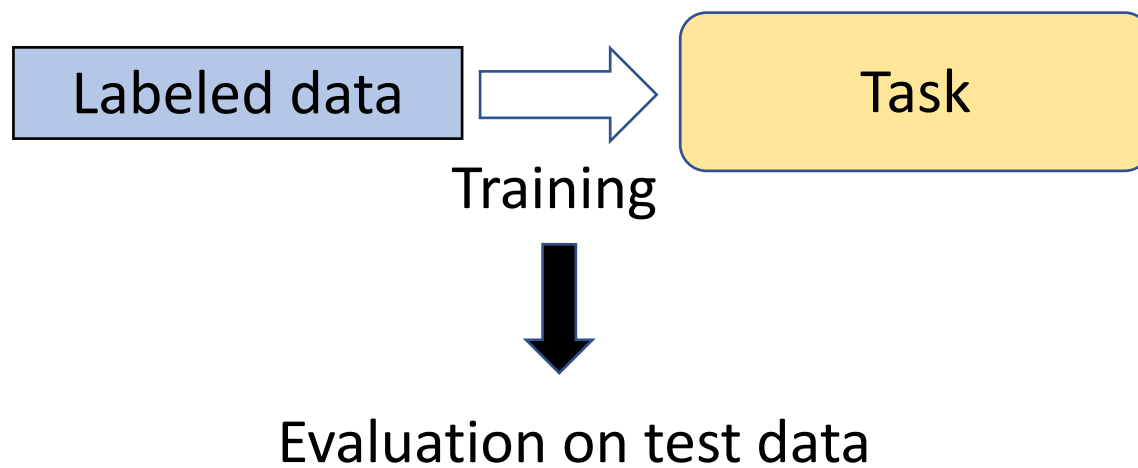 Labeled data
Task
Training
Evaluation on test data